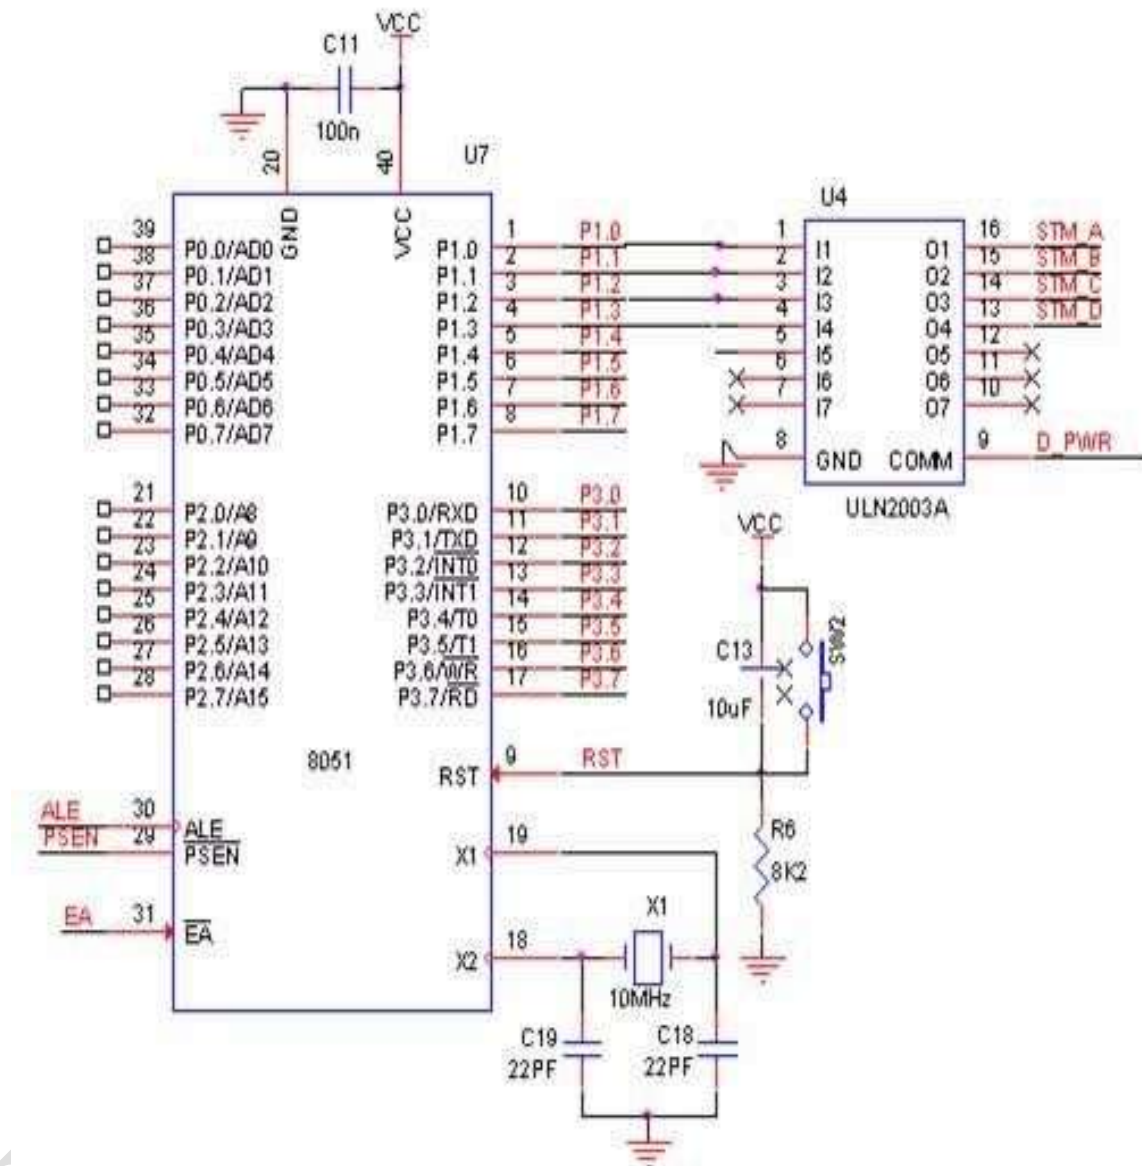 VCC
C11
100n
20
40
U7
GND
VCC
39 P0.0/AD0
38 P0.1/AD1
37 P0.2/AD2
36 P0.3/AD3
35 P0.4/AD4
34 P0.5/AD5
33 P0.6/AD6
32 P0.7/AD7
P1.0 1 P1.0
P1.1 2 P1.1
P1.2 3 P1.2
P1.3 4 P1.3
P1.4 5 P1.4
P1.5 6 P1.5
P1.6 7 P1.6
P1.7 8 P1.7
U4
1 I1 O1 16 STM_A
2 I2 O2 15 STM_B
3 I3 O3 14 STM_C
4 I4 O4 13 STM_D
5 I5 O5 12
6 I6 O6 11
7 I7 O7 10
8 GND COMM 9 D_PWR
ULN2003A
21 P2.0/A8
22 P2.1/A9
23 P2.2/A10
24 P2.3/A11
25 P2.4/A12
26 P2.5/A13
27 P2.6/A14
28 P2.7/A15
P3.0/RXD 10 P3.0
P3.1/TXD 11 P3.1
P3.2/INT0 12 P3.2
P3.3/INT1 13 P3.3
P3.4/T0 14 P3.4
P3.5/T1 15 P3.5
P3.6/WR 16 P3.6
P3.7/RD 17 P3.7
VCC
C13
10uF
SW2
8051
RST 9 RST
ALE 30 ALE
PSEN 29 PSEN
X1 19
R6
8K2
EA 31 EA
X2 18
X1
10MHz
C19
22PF
C18
22PF